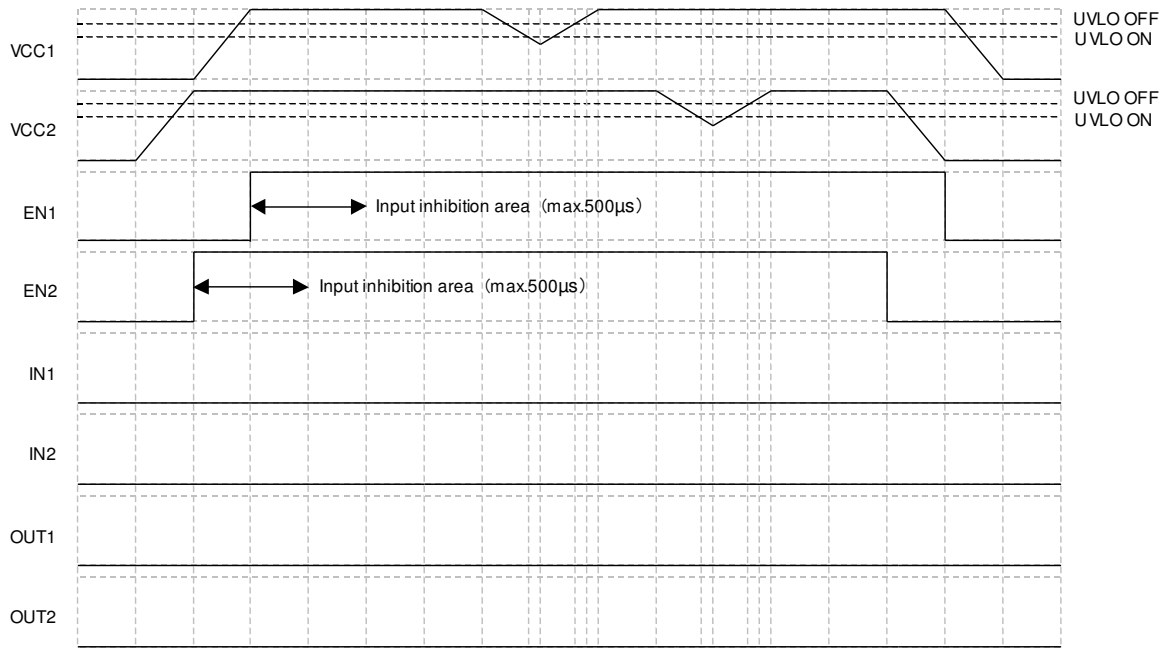 VCC1
UVLO OFF
UVLO ON
VCC2
UVLO OFF
UVLO ON
EN1
Input inhibition area（max.500μs）
EN2
Input inhibition area（max.500μs）
IN1
IN2
OUT1
OUT2